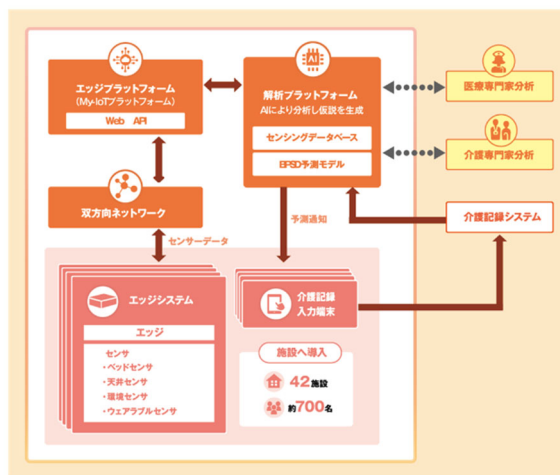 エッジプラットフォーム
(My-IoTプラットフォーム)
Web API
AI
解析プラットフォーム
AIにより分析し仮説を生成
センシングデータベース
BPSD予測モデル
医療専門家分析
介護専門家分析
双方向ネットワーク
予測通知
介護記録システム
センサーデータ
エッジシステム
エッジ
センサ
・ベッドセンサ
・天井センサ
・環境センサ
・ウェアラブルセンサ
介護記録
入力端末
施設へ導入
42施設
約700名